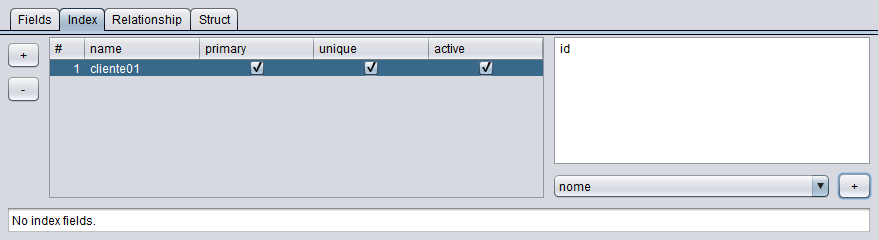 Fields Index Relationship Struct
+ # name primary unique active id
1 cliente01
-
nome +
No index fields.